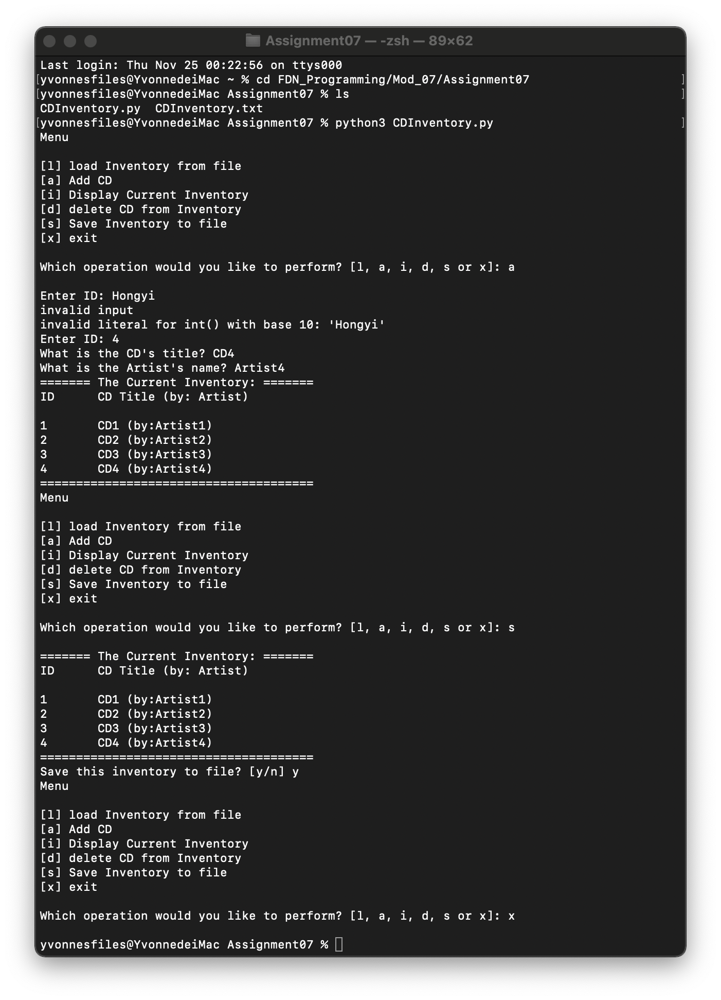 Assignment07 — -zsh — 89×62
Last login: Thu Nov 25 00:22:56 on ttys000
[yvonnesfiles@YvonnedeiMac ~ % cd FDN_Programming/Mod_07/Assignment07 ]
[yvonnesfiles@YvonnedeiMac Assignment07 % ls ]
CDInventory.py  CDInventory.txt
[yvonnesfiles@YvonnedeiMac Assignment07 % python3 CDInventory.py ]
Menu
[l] load Inventory from file
[a] Add CD
[i] Display Current Inventory
[d] delete CD from Inventory
[s] Save Inventory to file
[x] exit
Which operation would you like to perform? [l, a, i, d, s or x]: a
Enter ID: Hongyi
invalid input
invalid literal for int() with base 10: 'Hongyi'
Enter ID: 4
What is the CD's title? CD4
What is the Artist's name? Artist4
======= The Current Inventory: =======
ID      CD Title (by: Artist)
1       CD1 (by:Artist1)
2       CD2 (by:Artist2)
3       CD3 (by:Artist3)
4       CD4 (by:Artist4)
======================================
Menu
[l] load Inventory from file
[a] Add CD
[i] Display Current Inventory
[d] delete CD from Inventory
[s] Save Inventory to file
[x] exit
Which operation would you like to perform? [l, a, i, d, s or x]: s
======= The Current Inventory: =======
ID      CD Title (by: Artist)
1       CD1 (by:Artist1)
2       CD2 (by:Artist2)
3       CD3 (by:Artist3)
4       CD4 (by:Artist4)
======================================
Save this inventory to file? [y/n] y
Menu
[l] load Inventory from file
[a] Add CD
[i] Display Current Inventory
[d] delete CD from Inventory
[s] Save Inventory to file
[x] exit
Which operation would you like to perform? [l, a, i, d, s or x]: x
yvonnesfiles@YvonnedeiMac Assignment07 %